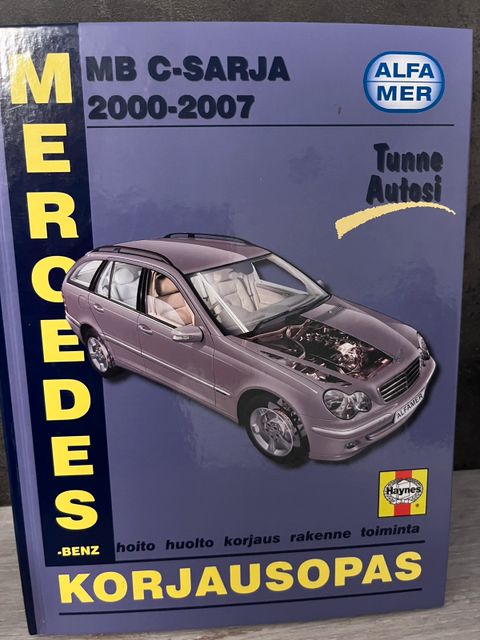 MERCEDES
-BENZ
MB C-SARJA
2000-2007
ALFA
MER
Tunne
Autosi
ALFAMER
Haynes
®
hoito huolto korjaus rakenne toiminta
KORJAUSOPAS